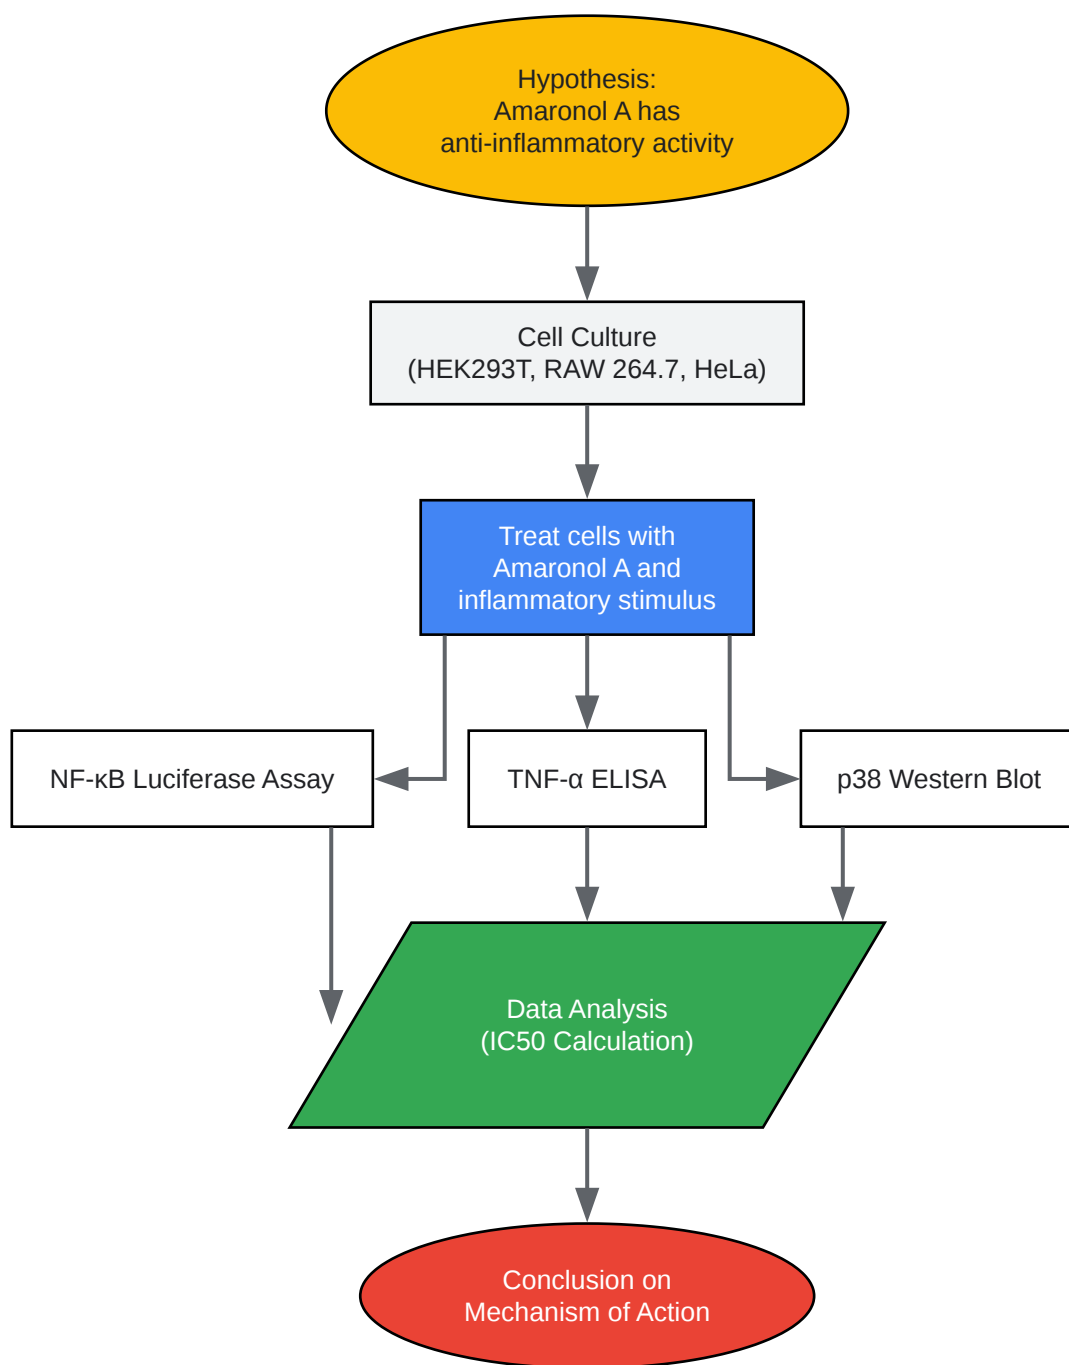 Hypothesis:
Amaronol A has
anti-inflammatory activity
Cell Culture
(HEK293T, RAW 264.7, HeLa)
Treat cells with
Amaronol A and
inflammatory stimulus
NF-κB Luciferase Assay
TNF-α ELISA
p38 Western Blot
Data Analysis
(IC50 Calculation)
Conclusion on
Mechanism of Action